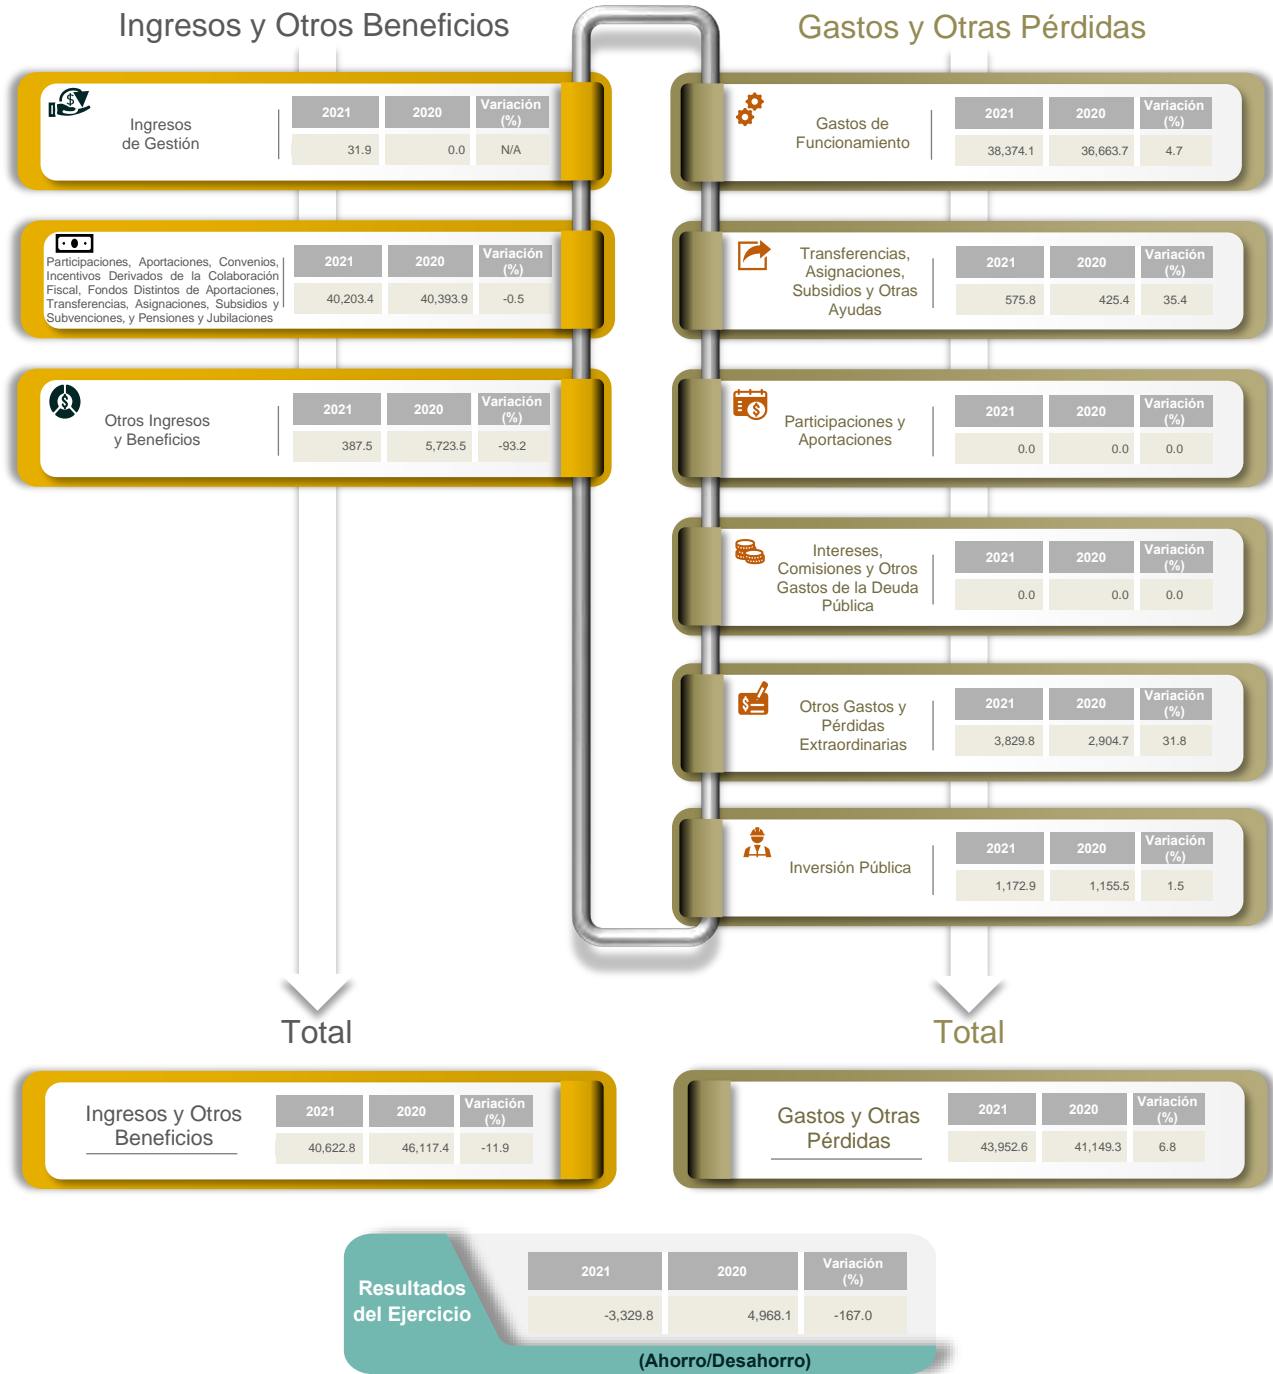 Ingresos y Otros Beneficios
Ingresos
de Gestión
2021 2020 Variación
(%)
31.9 0.0 N/A
Participaciones, Aportaciones, Convenios,
Incentivos Derivados de la Colaboración
Fiscal, Fondos Distintos de Aportaciones,
Transferencias, Asignaciones, Subsidios y
Subvenciones, y Pensiones y Jubilaciones
2021 2020 Variación
(%)
40,203.4 40,393.9 -0.5
Otros Ingresos
y Beneficios
2021 2020 Variación
(%)
387.5 5,723.5 -93.2
Total
Ingresos y Otros
Beneficios
2021 2020 Variación
(%)
40,622.8 46,117.4 -11.9
Gastos y Otras Pérdidas
Gastos de
Funcionamiento
2021 2020 Variación
(%)
38,374.1 36,663.7 4.7
Transferencias,
Asignaciones,
Subsidios y Otras
Ayudas
2021 2020 Variación
(%)
575.8 425.4 35.4
Participaciones y
Aportaciones
2021 2020 Variación
(%)
0.0 0.0 0.0
Intereses,
Comisiones y Otros
Gastos de la Deuda
Pública
2021 2020 Variación
(%)
0.0 0.0 0.0
Otros Gastos y
Pérdidas
Extraordinarias
2021 2020 Variación
(%)
3,829.8 2,904.7 31.8
Inversión Pública
2021 2020 Variación
(%)
1,172.9 1,155.5 1.5
Total
Gastos y Otras
Pérdidas
2021 2020 Variación
(%)
43,952.6 41,149.3 6.8
Resultados
del Ejercicio
2021 2020 Variación
(%)
-3,329.8 4,968.1 -167.0
(Ahorro/Desahorro)